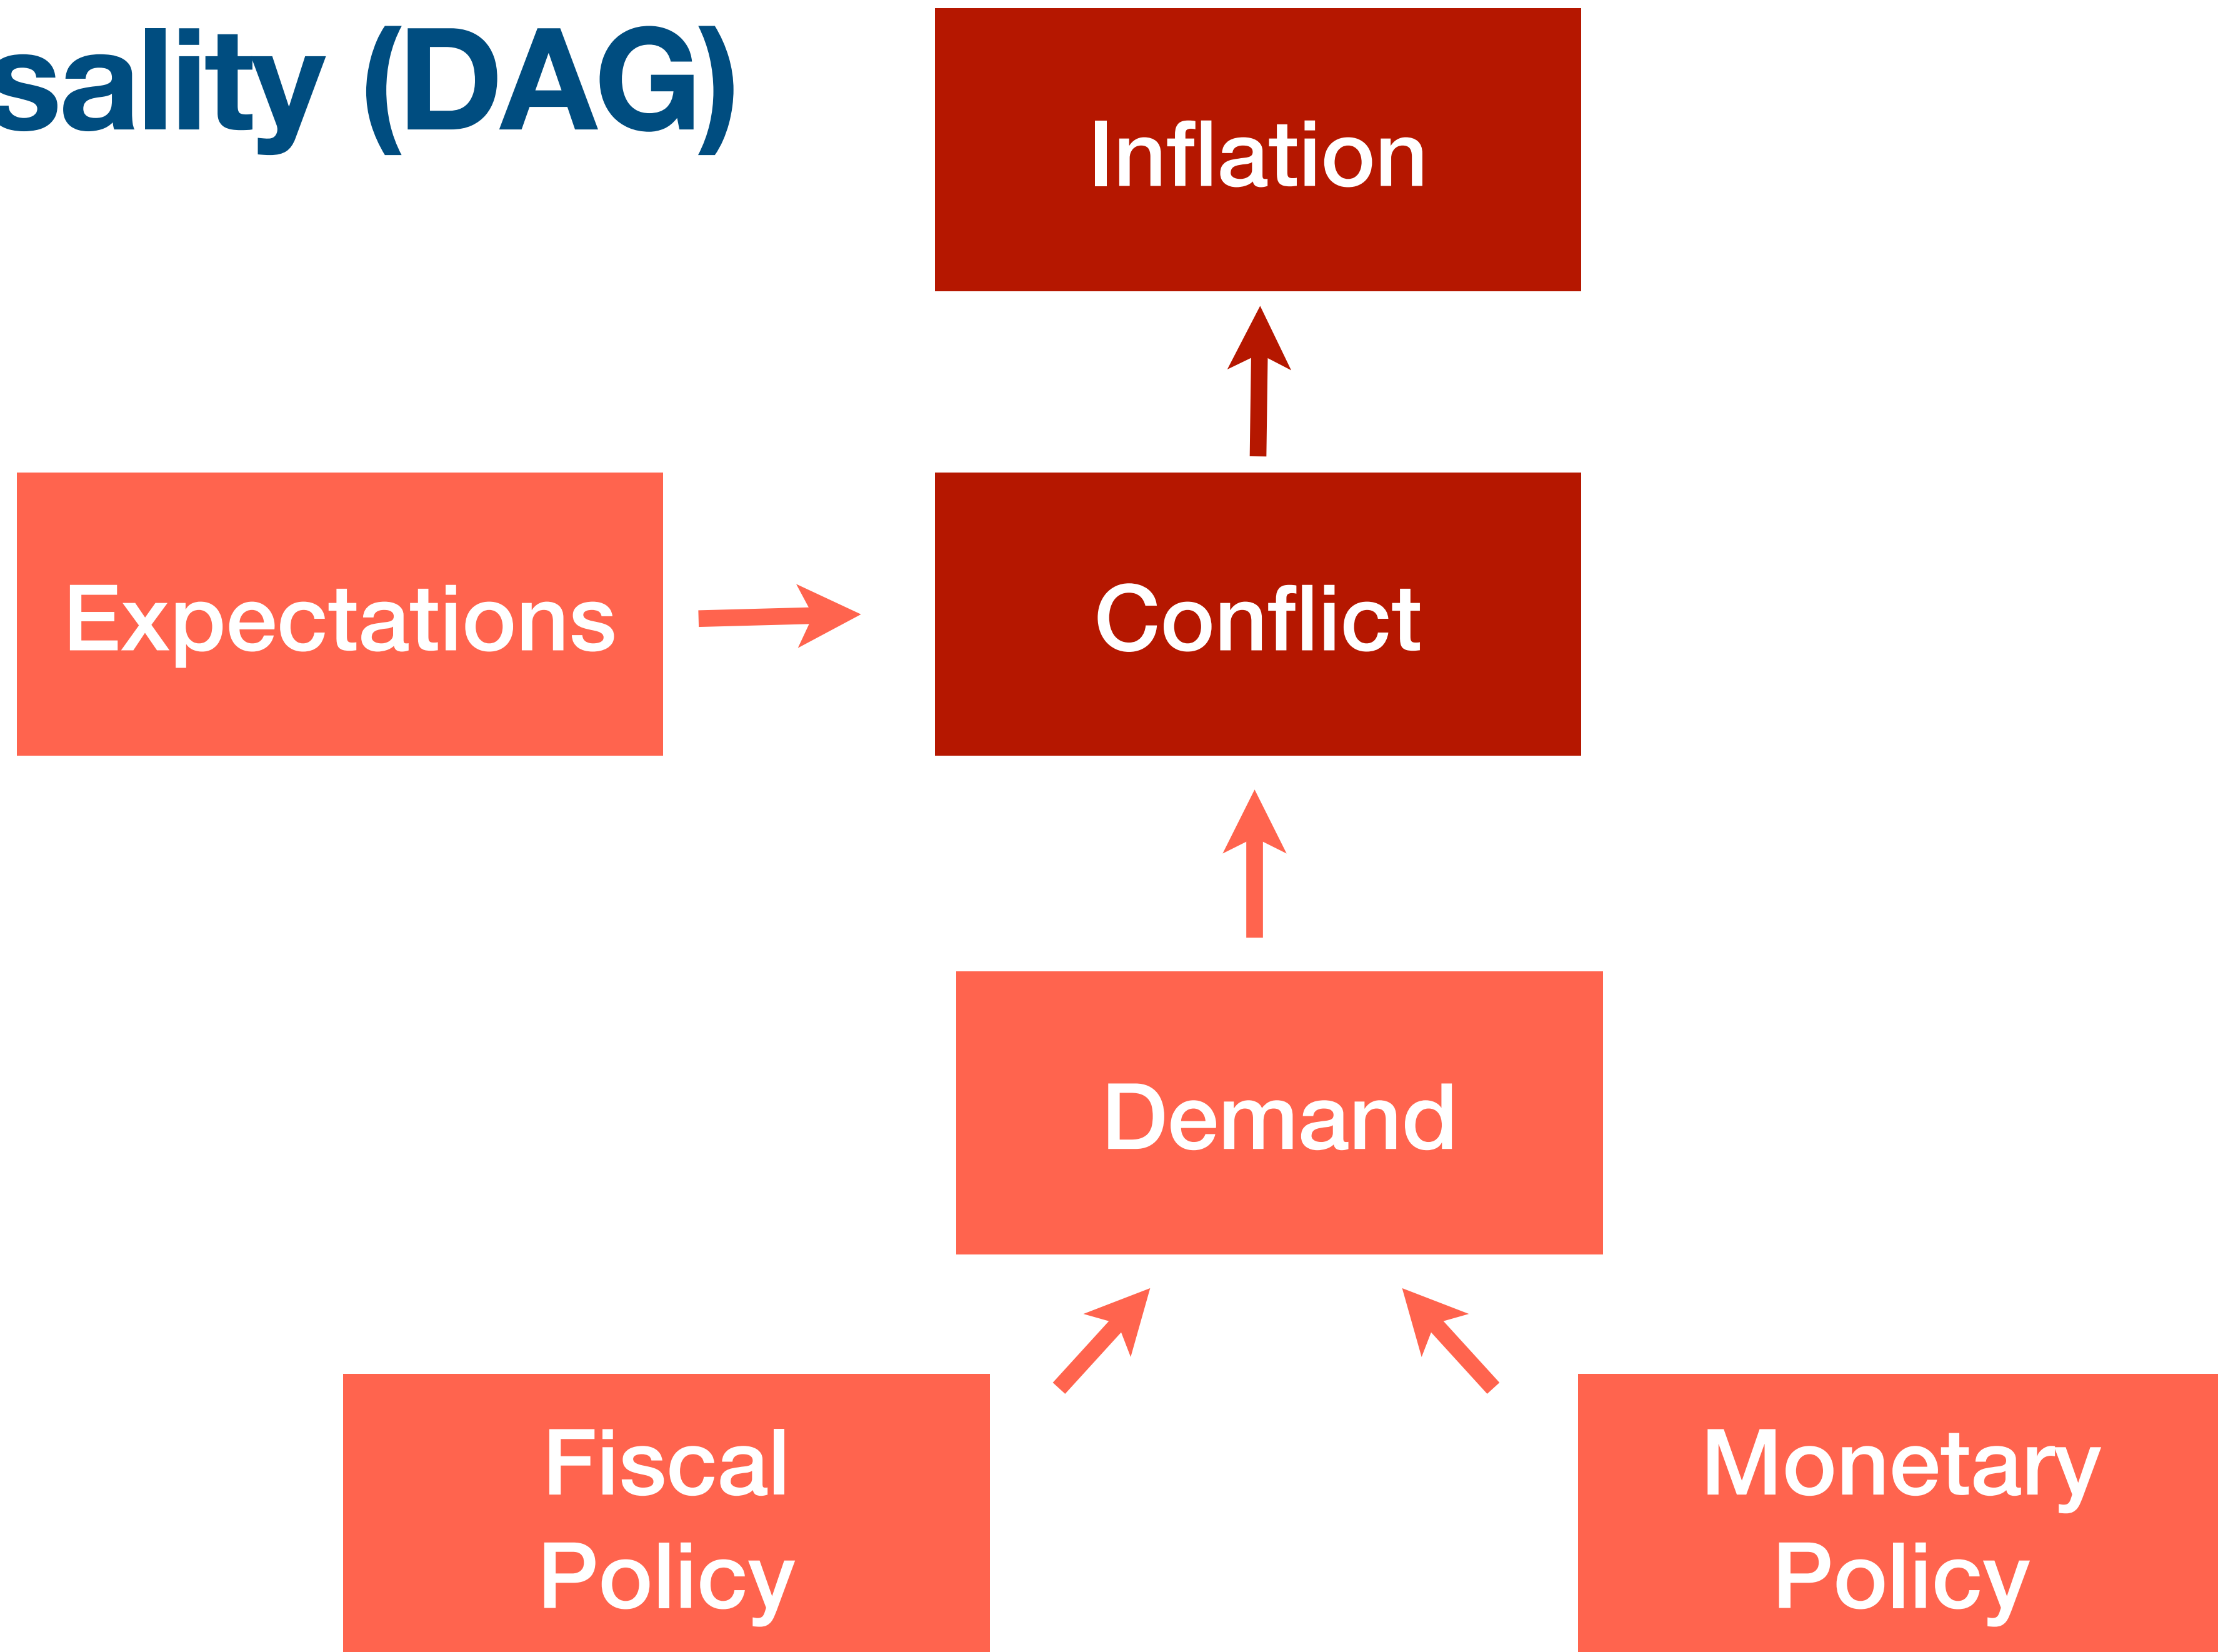 sality (DAG)
Inflation
Expectations
Conflict
Demand
Fiscal
Policy
Monetary
Policy